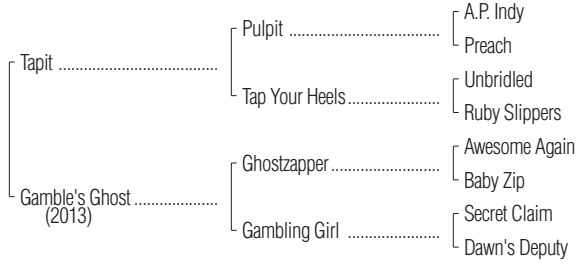 A.P. Indy
Pulpit
Preach
Tapit
Unbridled
Tap Your Heels
Ruby Slippers
Awesome Again
Ghostzapper
Baby Zip
Gamble's Ghost
(2013)
Secret Claim
Gambling Girl
Dawn's Deputy